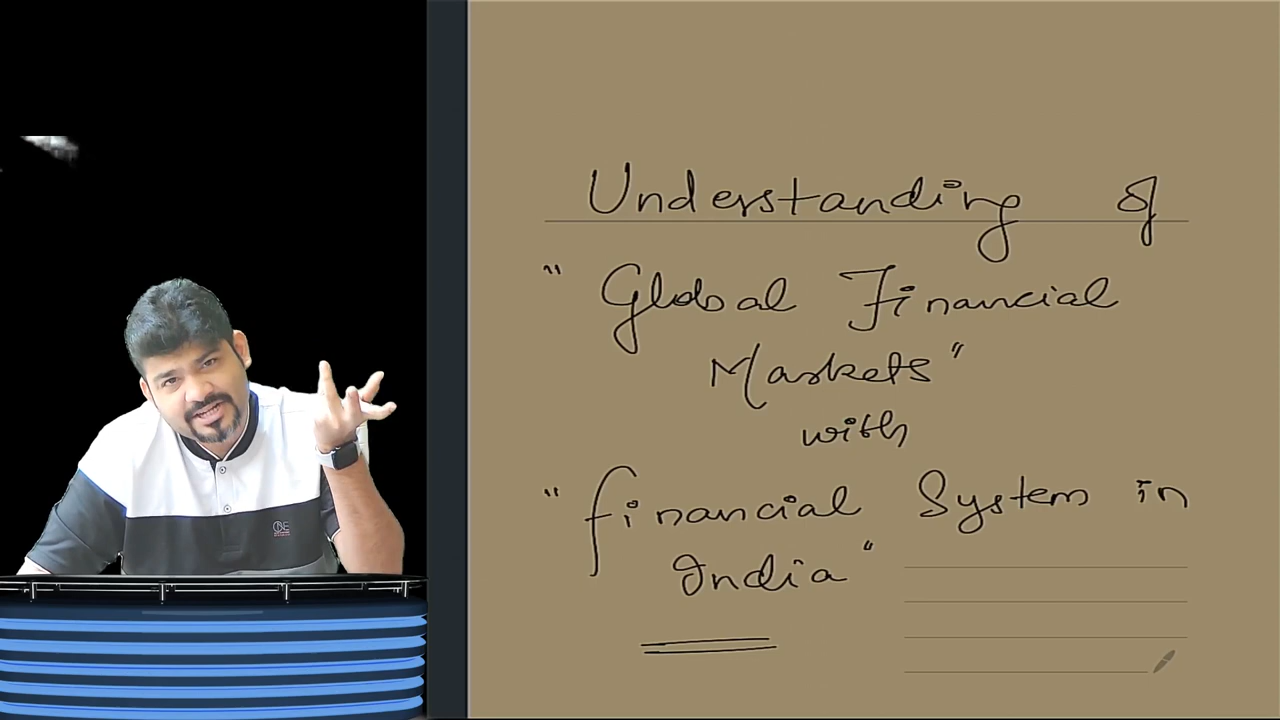 Understanding of
"Global Financial
Markets"
with
"financial System in
India"